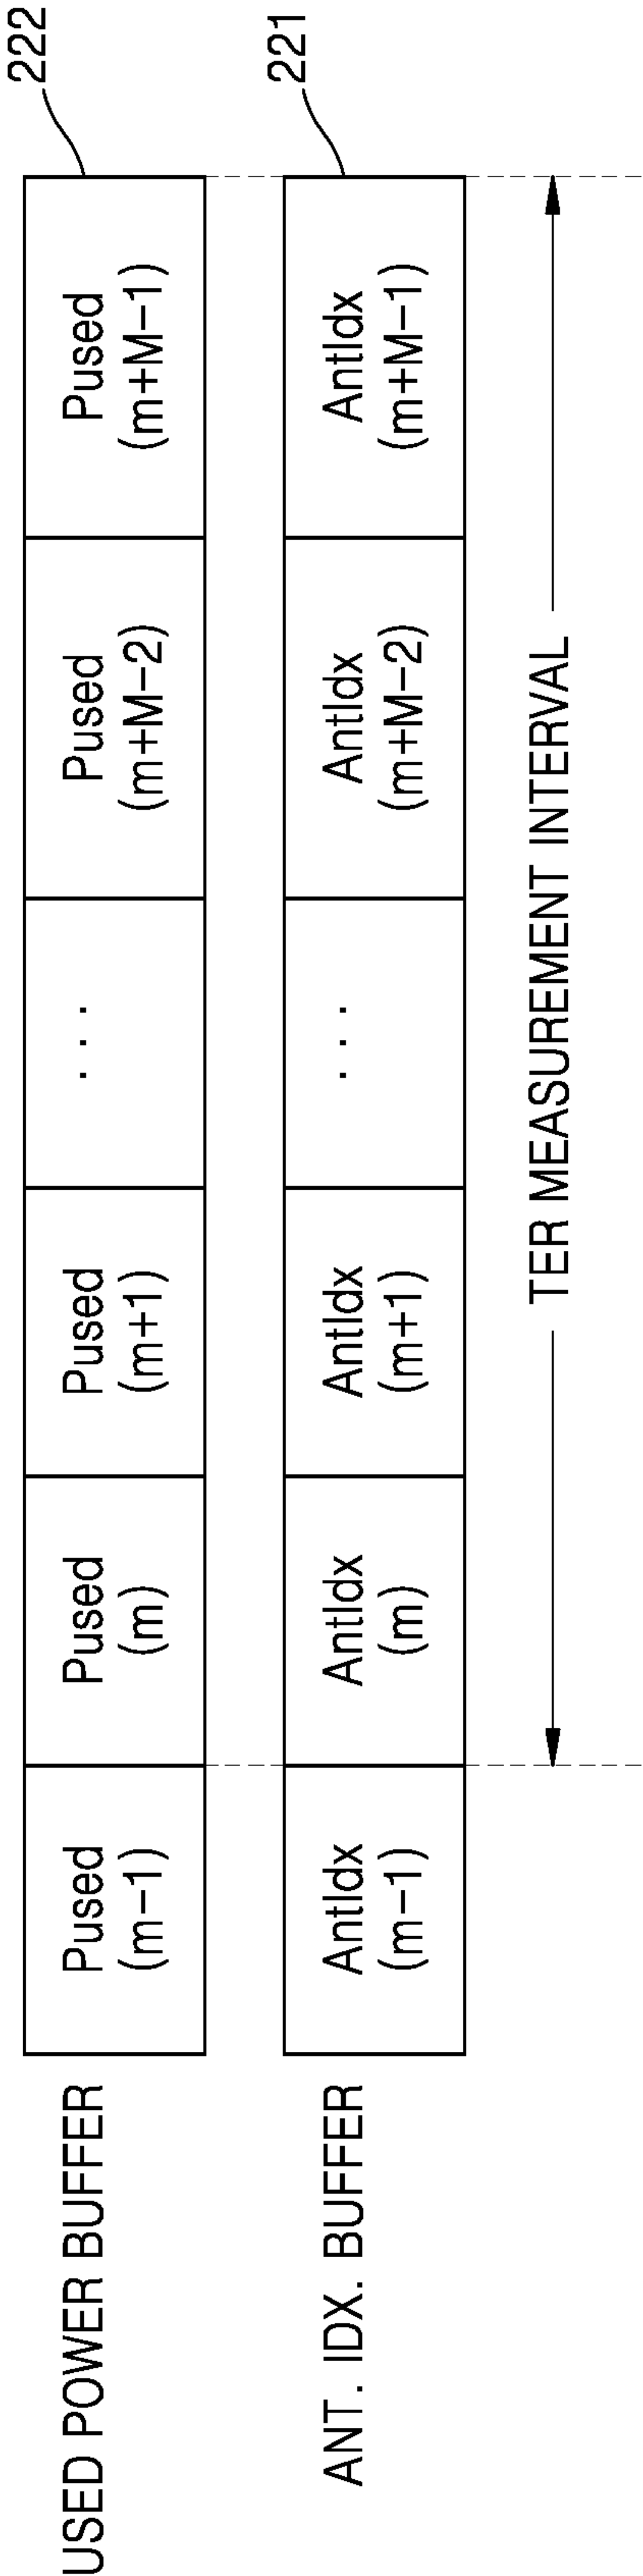 222
USED POWER BUFFER
Pused
(m−1)
Pused
(m)
Pused
(m+1)
· · ·
Pused
(m+M−2)
Pused
(m+M−1)
221
ANT. IDX. BUFFER
AntIdx
(m−1)
AntIdx
(m)
AntIdx
(m+1)
· · ·
AntIdx
(m+M−2)
AntIdx
(m+M−1)
TER MEASUREMENT INTERVAL